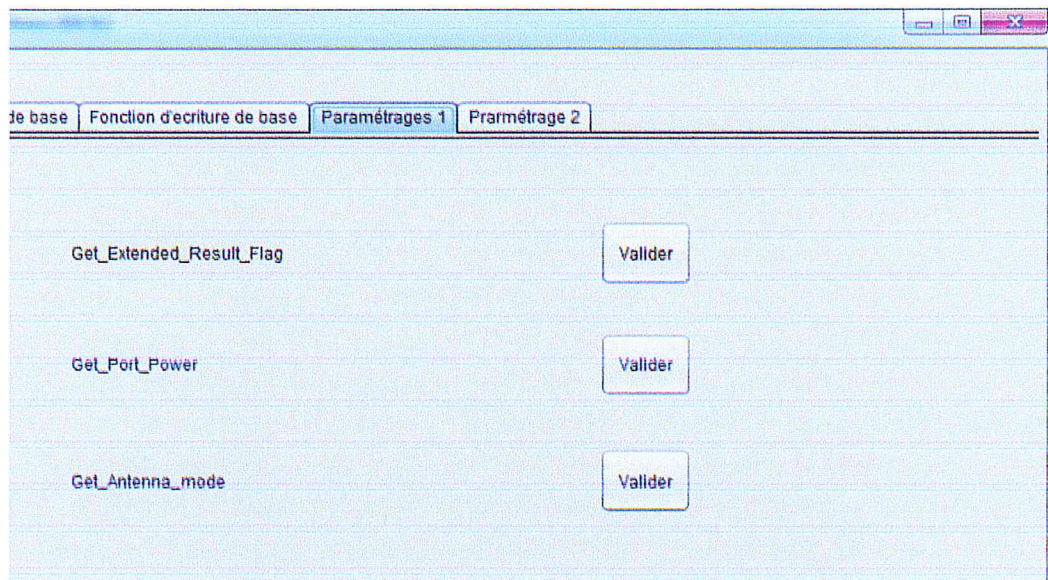 de base Fonction d'ecriture de base Paramétrages 1 Prarmétrage 2
Get_Extended_Result_Flag Valider
Get_Port_Power Valider
Get_Antenna_mode Valider